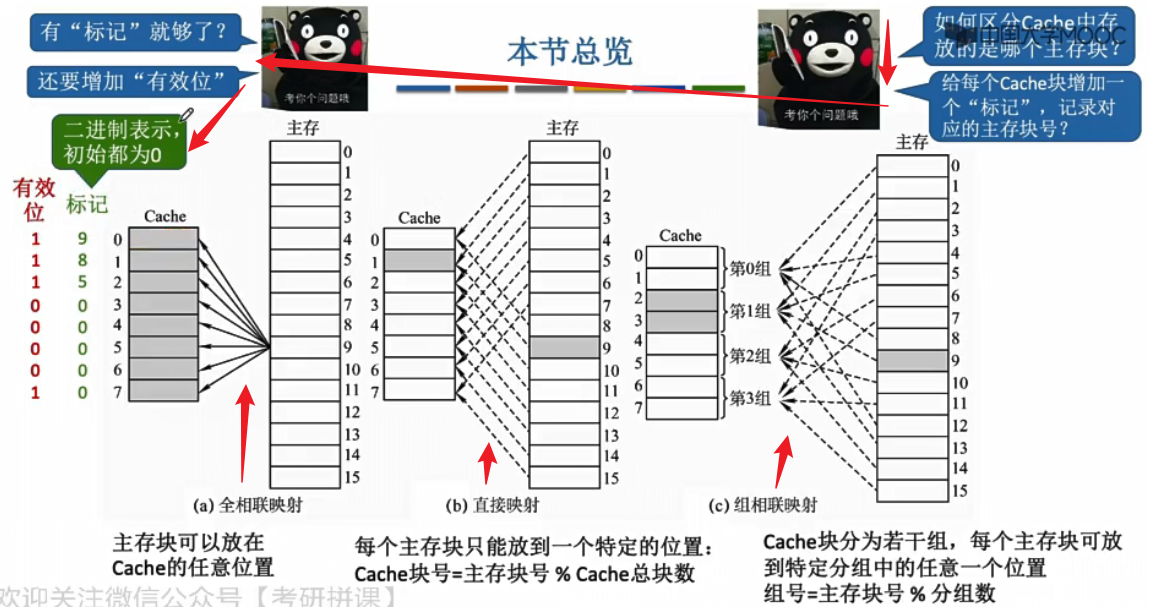 有“标记”就够了？
还要增加“有效位”
考你个问题哦
本节总览
考你个问题哦
中国大学MOOC
如何区分Cache中存
放的是哪个主存块？
给每个Cache块增加一
个“标记”，记录对
应的主存块号？
二进制表示，
初始都为0
有效
位
标记
Cache
主存
1 9 0
1 8 1
1 5 2
0 0 3
0 0 4
0 0 5
0 0 6
1 0 7
0
1
2
3
4
5
6
7
8
9
10
11
12
13
14
15
(a) 全相联映射
主存块可以放在
Cache的任意位置
Cache
主存
0
1
2
3
4
5
6
7
0
1
2
3
4
5
6
7
8
9
10
11
12
13
14
15
(b) 直接映射
每个主存块只能放到一个特定的位置：
Cache块号=主存块号 % Cache总块数
Cache
主存
0
1
2
3
4
5
6
7
第0组
第1组
第2组
第3组
0
1
2
3
4
5
6
7
8
9
10
11
12
13
14
15
(c) 组相联映射
Cache块分为若干组，每个主存块可放
到特定分组中的任意一个位置
组号=主存块号 % 分组数
欢迎关注微信公众号【考研拼课】